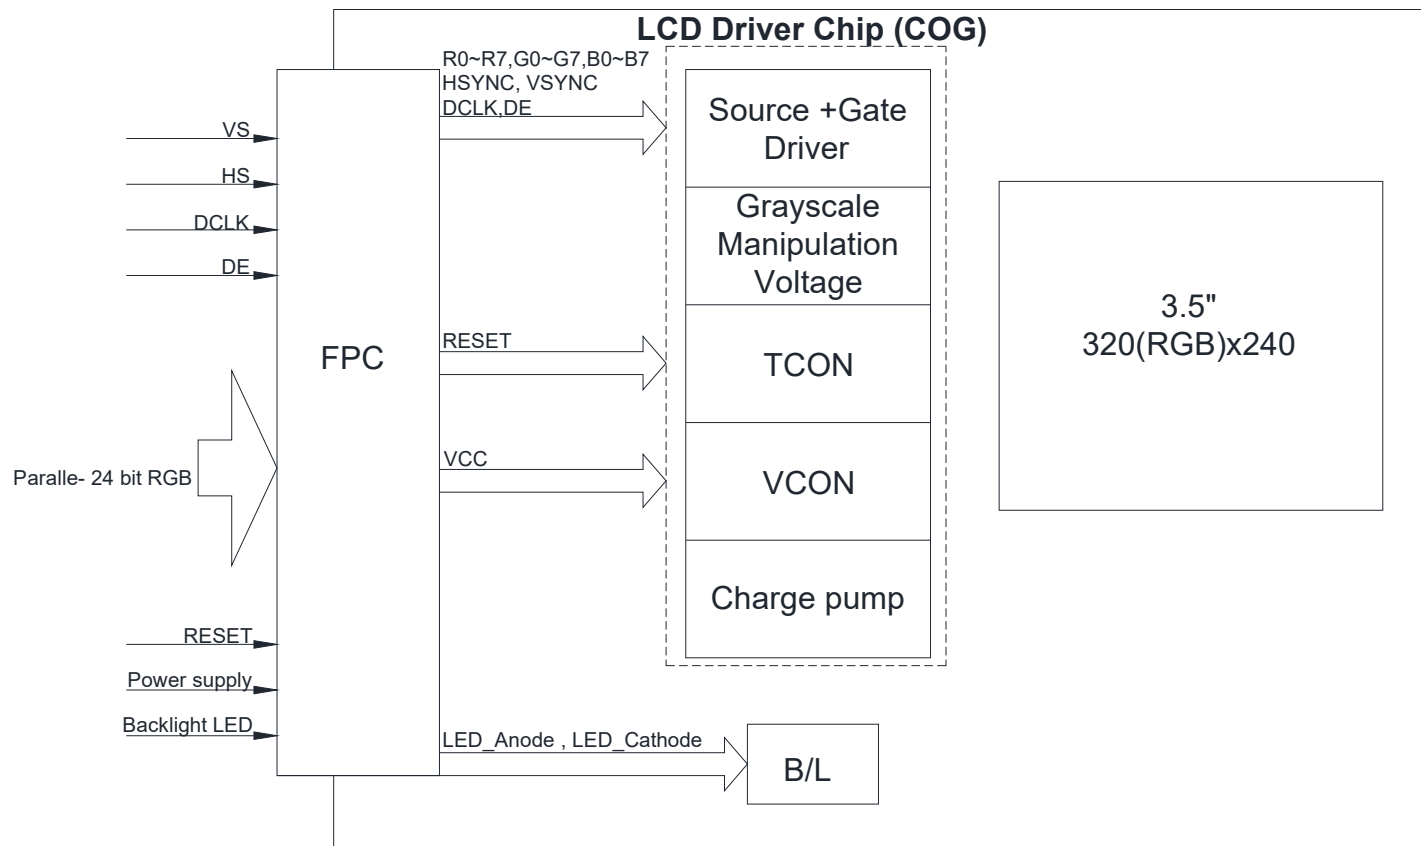 LCD Driver Chip (COG)
R0~R7,G0~G7,B0~B7
HSYNC, VSYNC
DCLK,DE
VS
HS
DCLK
DE
Paralle- 24 bit RGB
RESET
Power supply
Backlight LED
FPC
RESET
VCC
LED_Anode , LED_Cathode
Source +Gate
Driver
Grayscale
Manipulation
Voltage
TCON
VCON
Charge pump
B/L
3.5"
320(RGB)x240